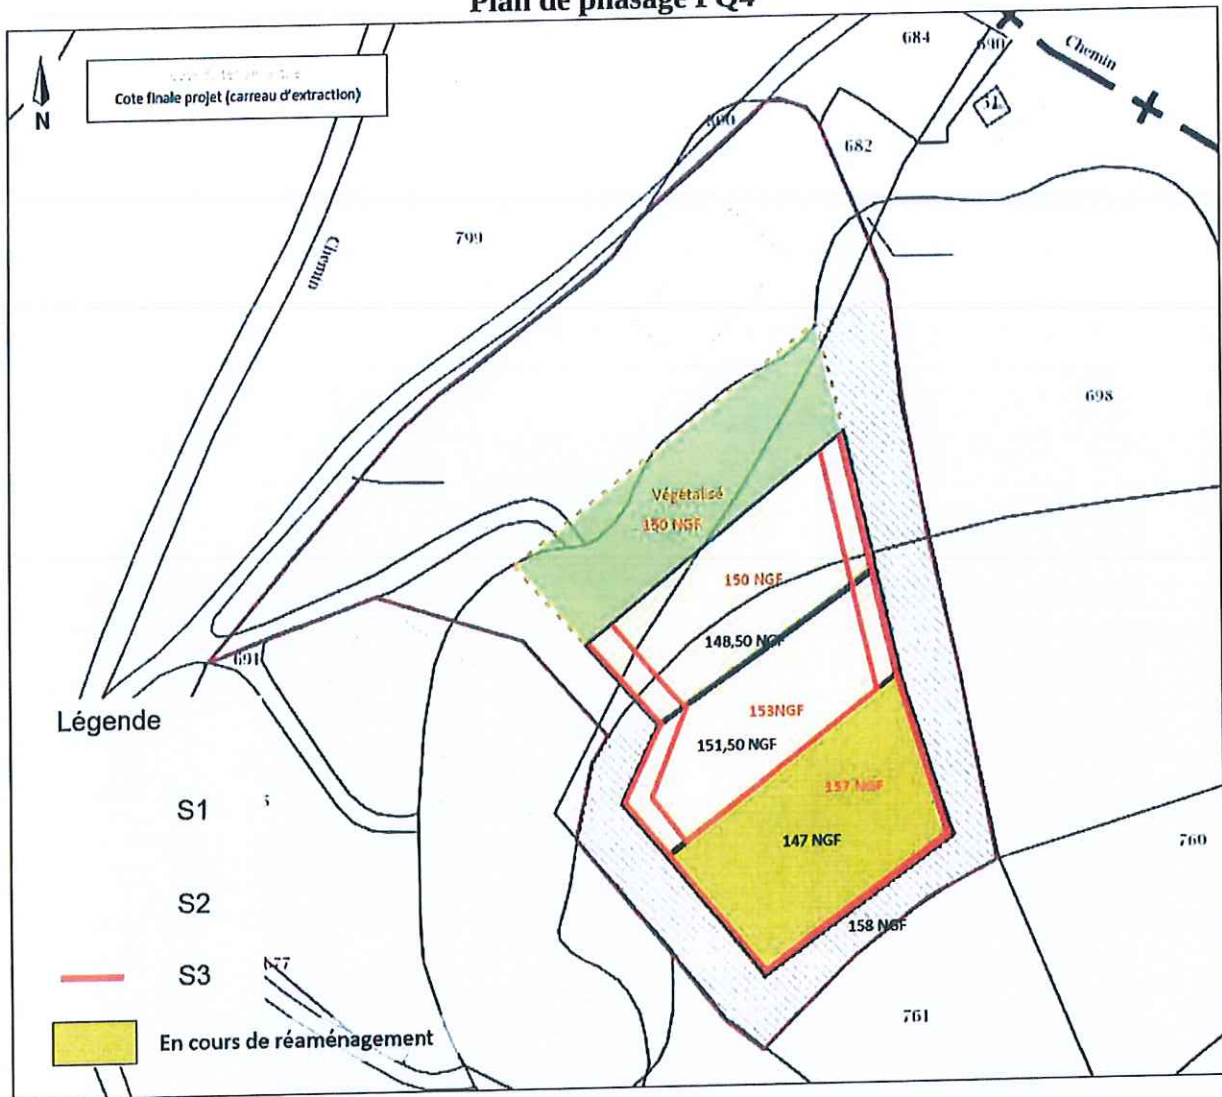 Plan de phasage PQ4
N
Cote finale projet (carreau d'extraction)
Chemin
684
690
800
682
799
Chemin
698
Végétalisé
150 NGF
150 NGF
148,50 NGF
691
Légende
153NGF
151,50 NGF
157 NGF
S1
147 NGF
760
S2
158 NGF
S3
677
761
En cours de réaménagement